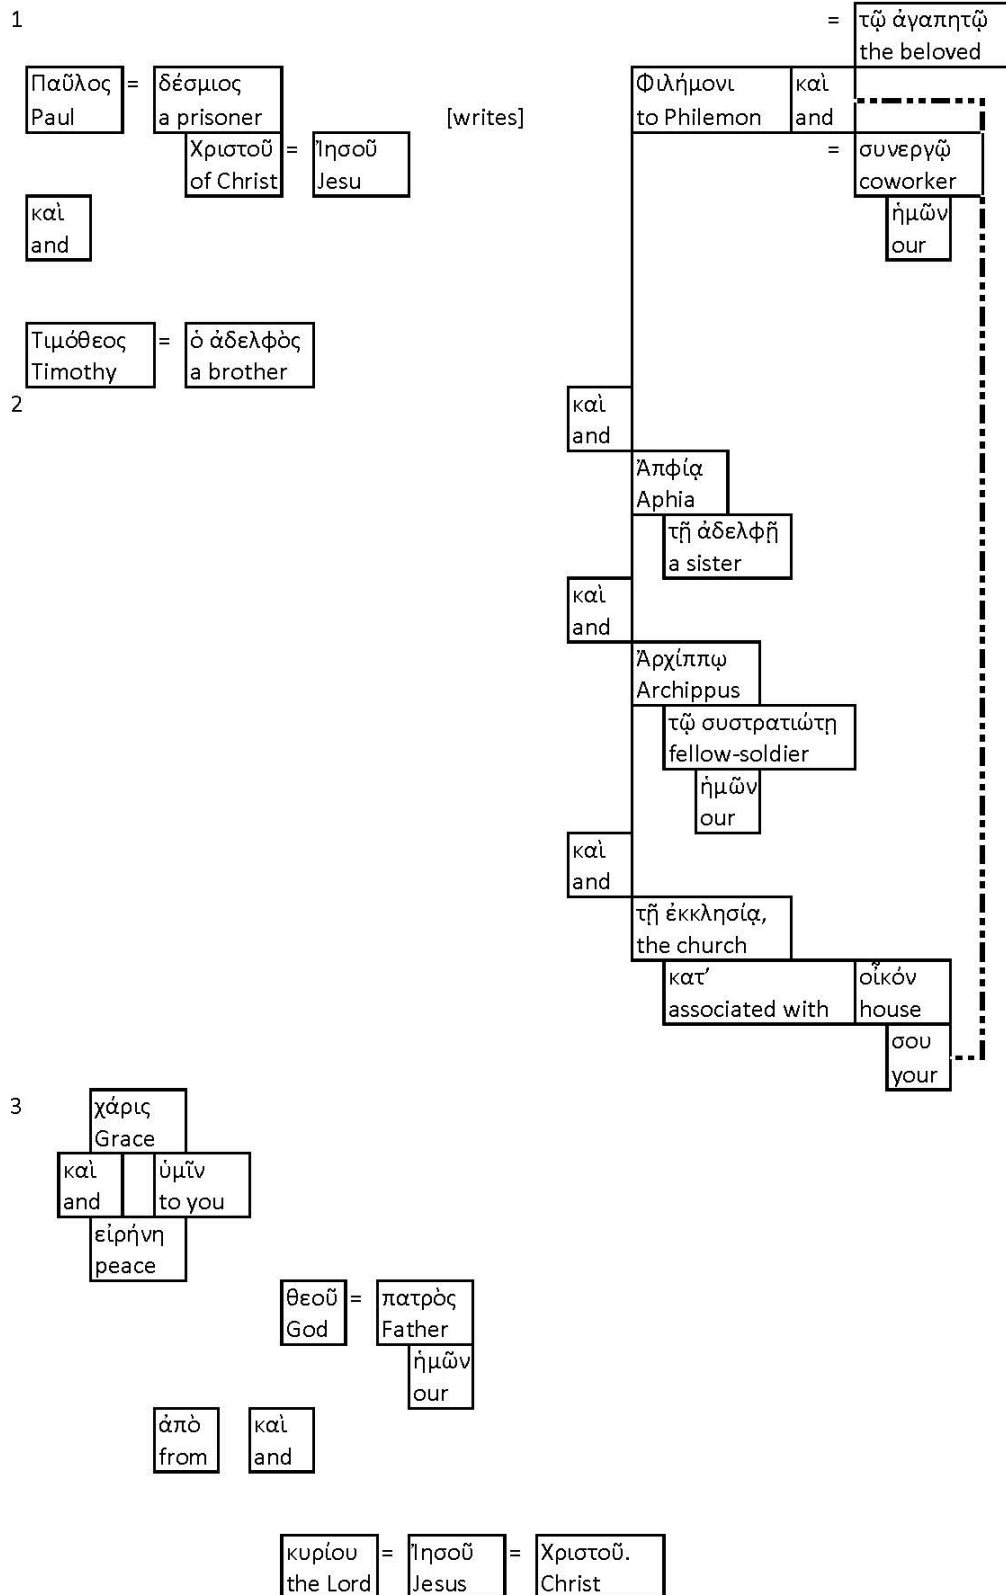 1 = τῷ ἀγαπητῷ
the beloved
Παῦλος = δέσμιος Φιλήμονι καὶ
Paul a prisoner [writes] to Philemon and
Χριστοῦ = Ἰησοῦ = συνεργῷ
of Christ Jesu coworker
καὶ ἡμῶν
and our
Τιμόθεος = ὁ ἀδελφὸς
Timothy a brother
2 καὶ
and
Ἀπφίᾳ
Aphia
τῇ ἀδελφῇ
a sister
καὶ
and
Ἀρχίππῳ
Archippus
τῷ συστρατιώτῃ
fellow-soldier
ἡμῶν
our
καὶ
and
τῇ ἐκκλησίᾳ,
the church
κατ’ οἶκόν
associated with house
σου
your
3 χάρις
Grace
καὶ ὑμῖν
and to you
εἰρήνη
peace
θεοῦ = πατρὸς
God Father
ἡμῶν
our
ἀπὸ καὶ
from and
κυρίου = Ἰησοῦ = Χριστοῦ.
the Lord Jesus Christ